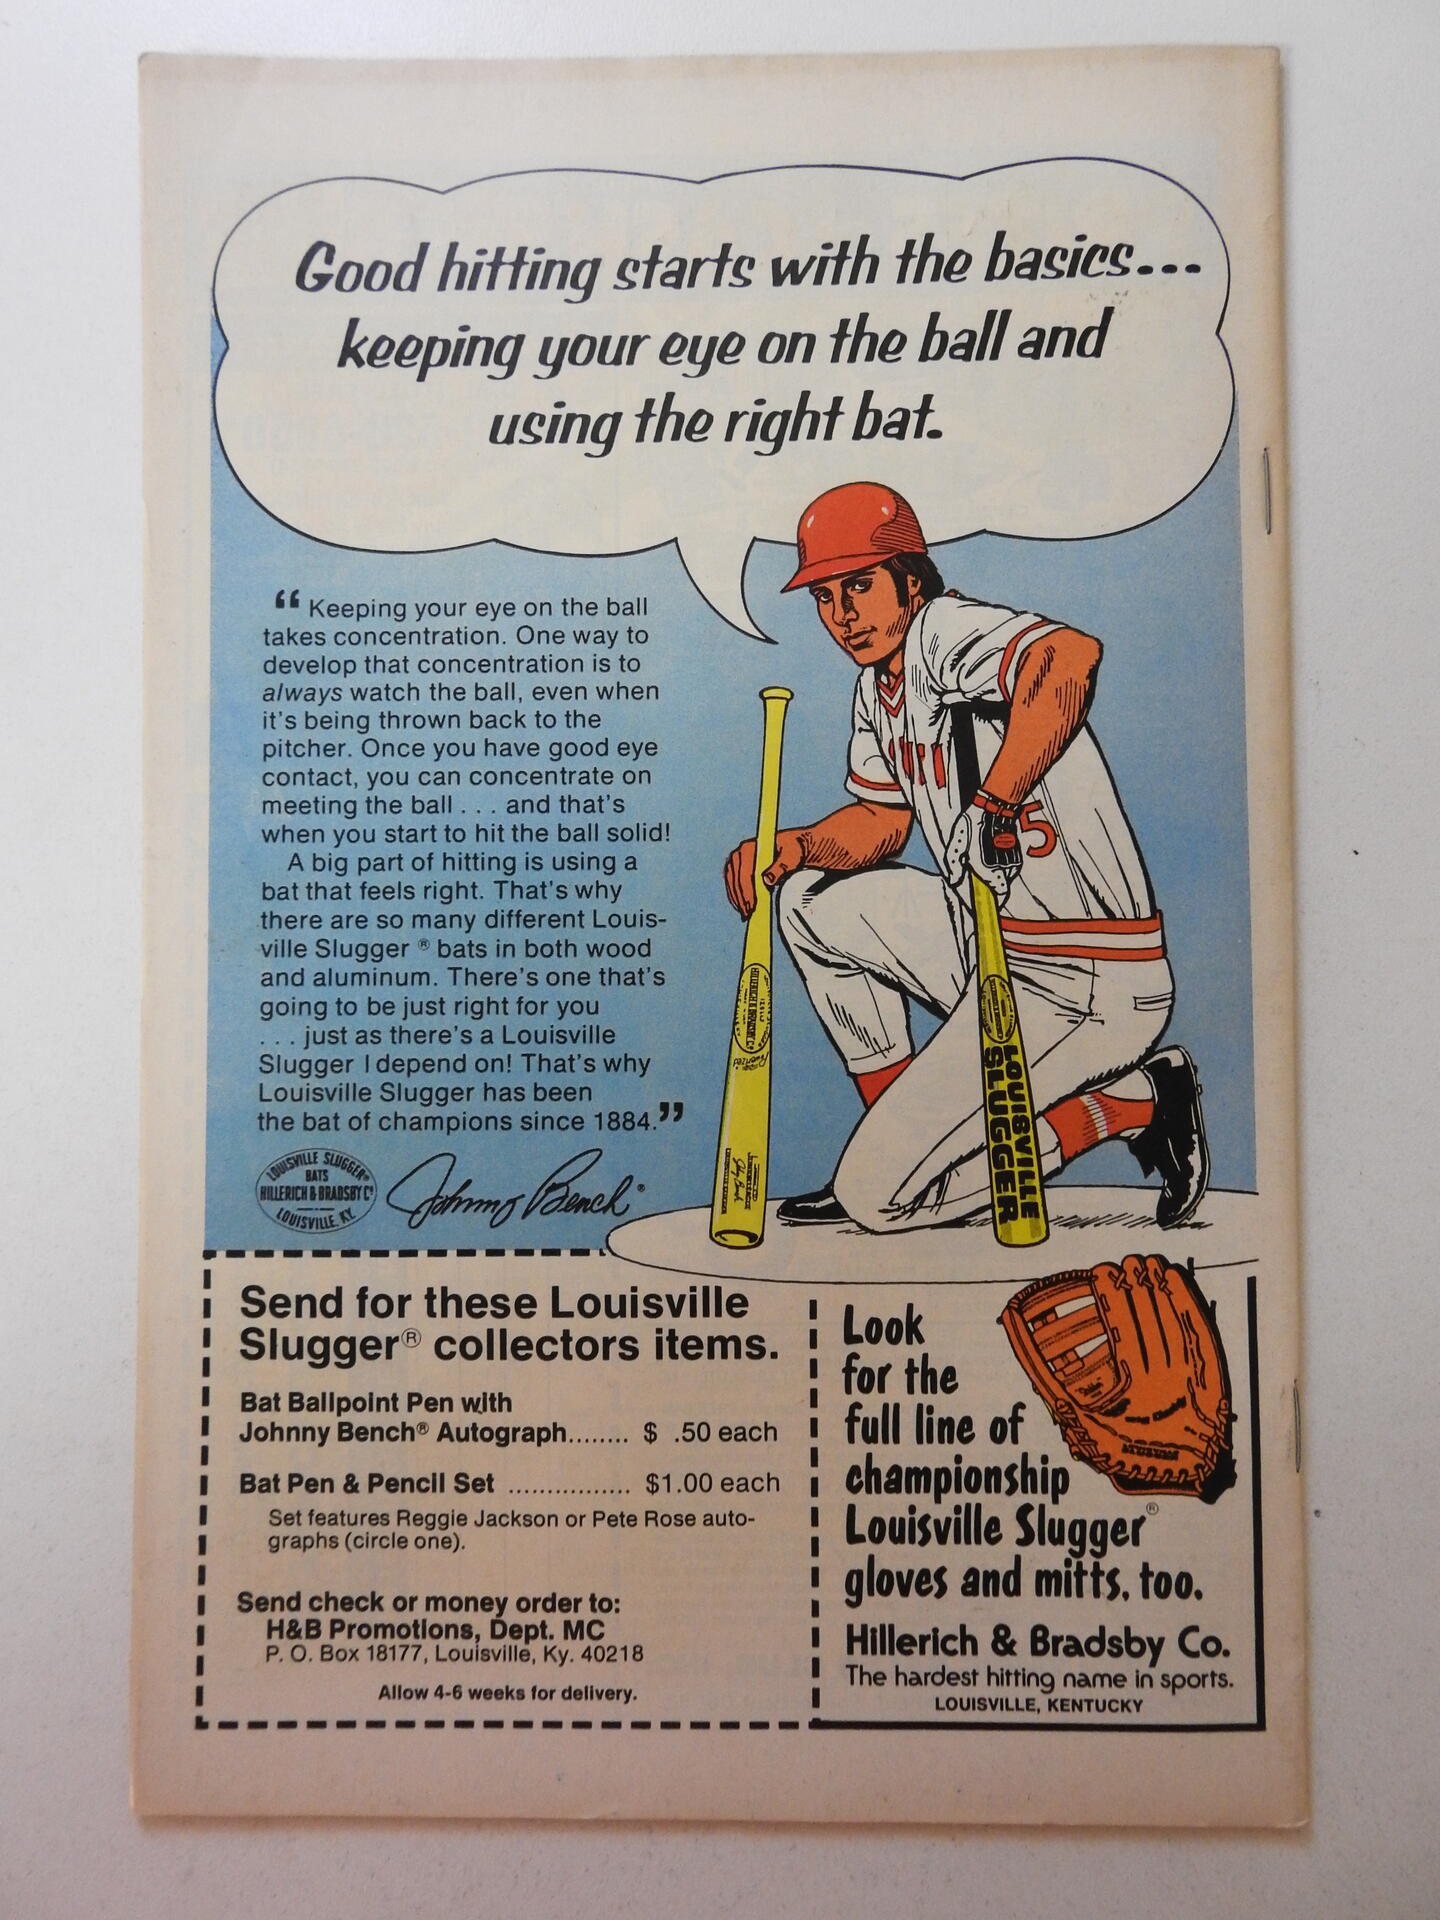 Good hitting starts with the basics...
keeping your eye on the ball and
using the right bat.
“ Keeping your eye on the ball
takes concentration. One way to
develop that concentration is to
always watch the ball, even when
it's being thrown back to the
pitcher. Once you have good eye
contact, you can concentrate on
meeting the ball . . . and that's
when you start to hit the ball solid!
A big part of hitting is using a
bat that feels right. That's why
there are so many different Louis-
ville Slugger ® bats in both wood
and aluminum. There's one that's
going to be just right for you
. . . just as there's a Louisville
Slugger I depend on! That's why
Louisville Slugger has been
the bat of champions since 1884.”
LOUISVILLE SLUGGER®
BATS
HILLERICH & BRADSBY Co
LOUISVILLE, KY.
Johnny Bench®
5
LOUISVILLE
SLUGGER
Send for these Louisville
Slugger® collectors items.
Bat Ballpoint Pen with
Johnny Bench® Autograph........ $ .50 each
Bat Pen & Pencil Set ................ $1.00 each
Set features Reggie Jackson or Pete Rose auto-
graphs (circle one).
Send check or money order to:
H&B Promotions, Dept. MC
P. O. Box 18177, Louisville, Ky. 40218
Allow 4-6 weeks for delivery.
Look
for the
full line of
championship
Louisville Slugger®
gloves and mitts, too.
Hillerich & Bradsby Co.
The hardest hitting name in sports.
LOUISVILLE, KENTUCKY